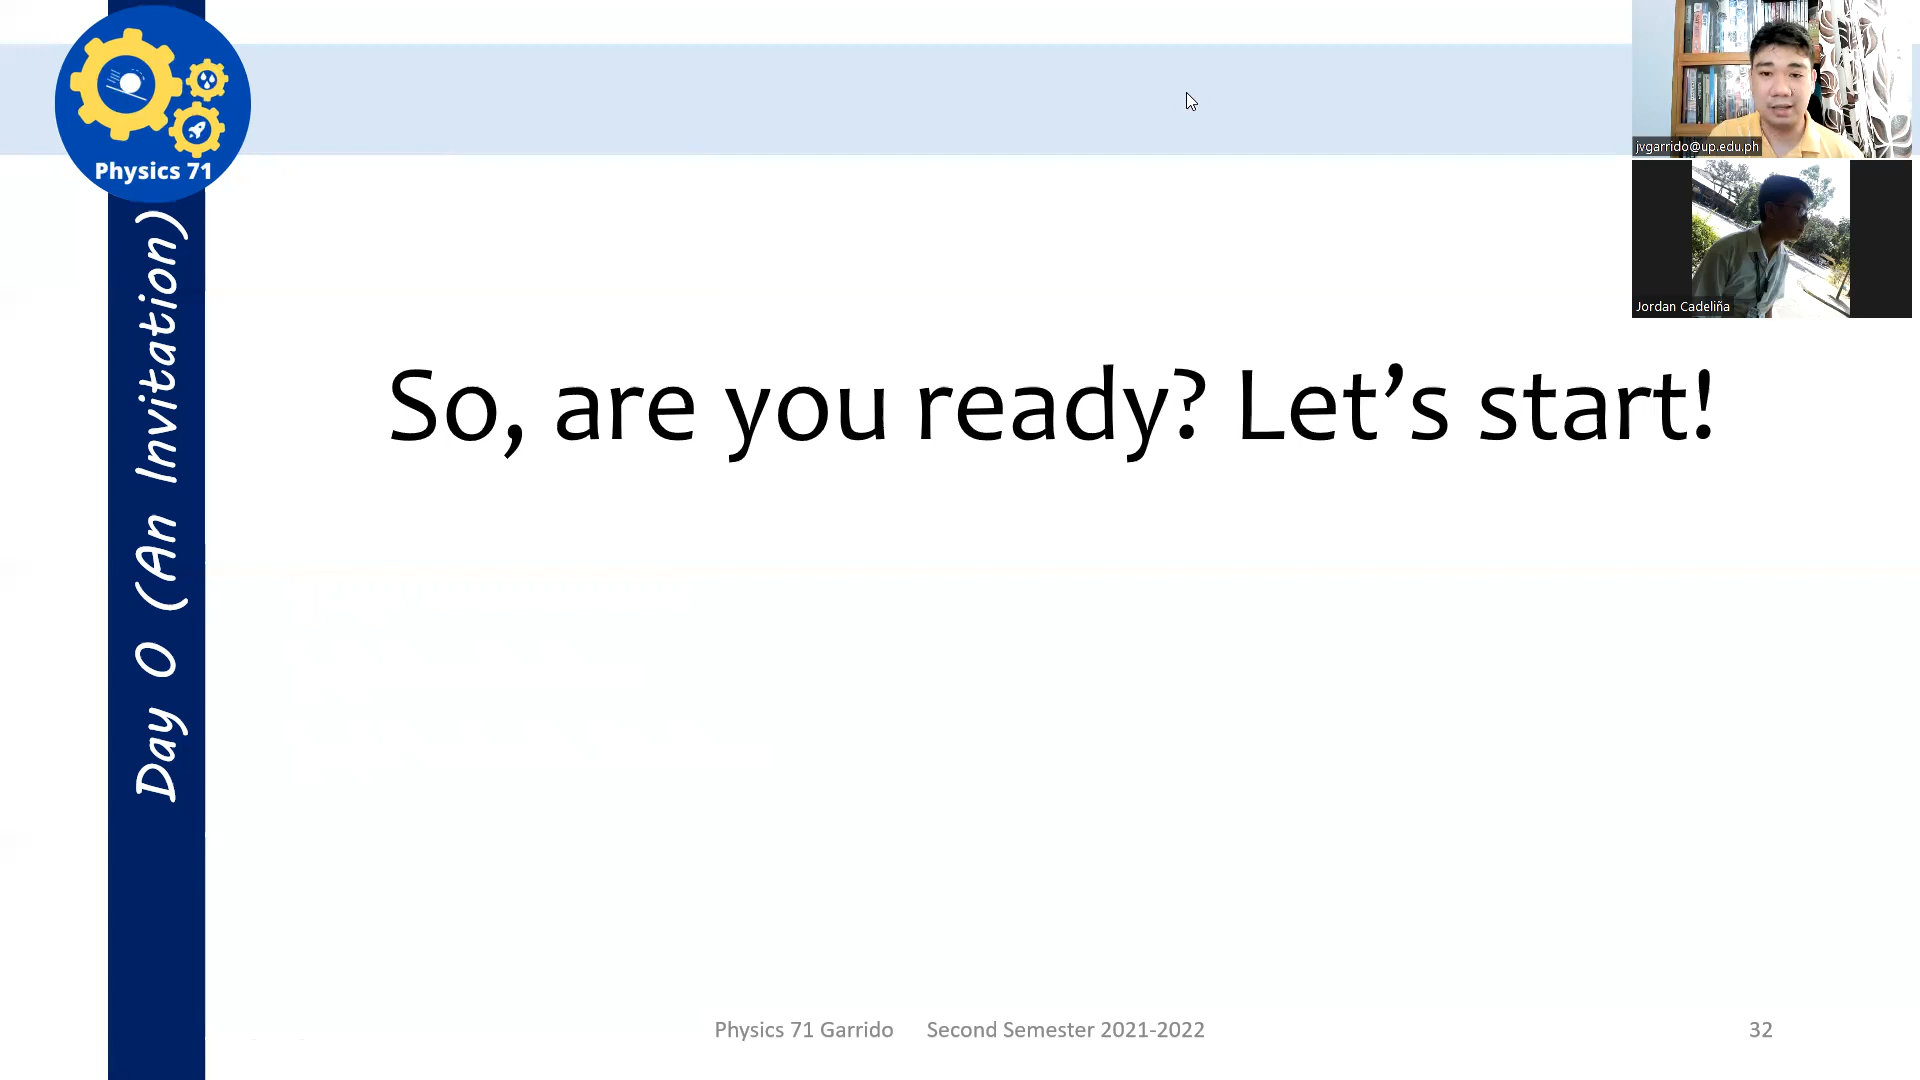 Physics 71
Day 0 (An Invitation)
jvgarrido@up.edu.ph
Jordan Cadeliña
So, are you ready? Let’s start!
Physics 71 Garrido Second Semester 2021-2022
32